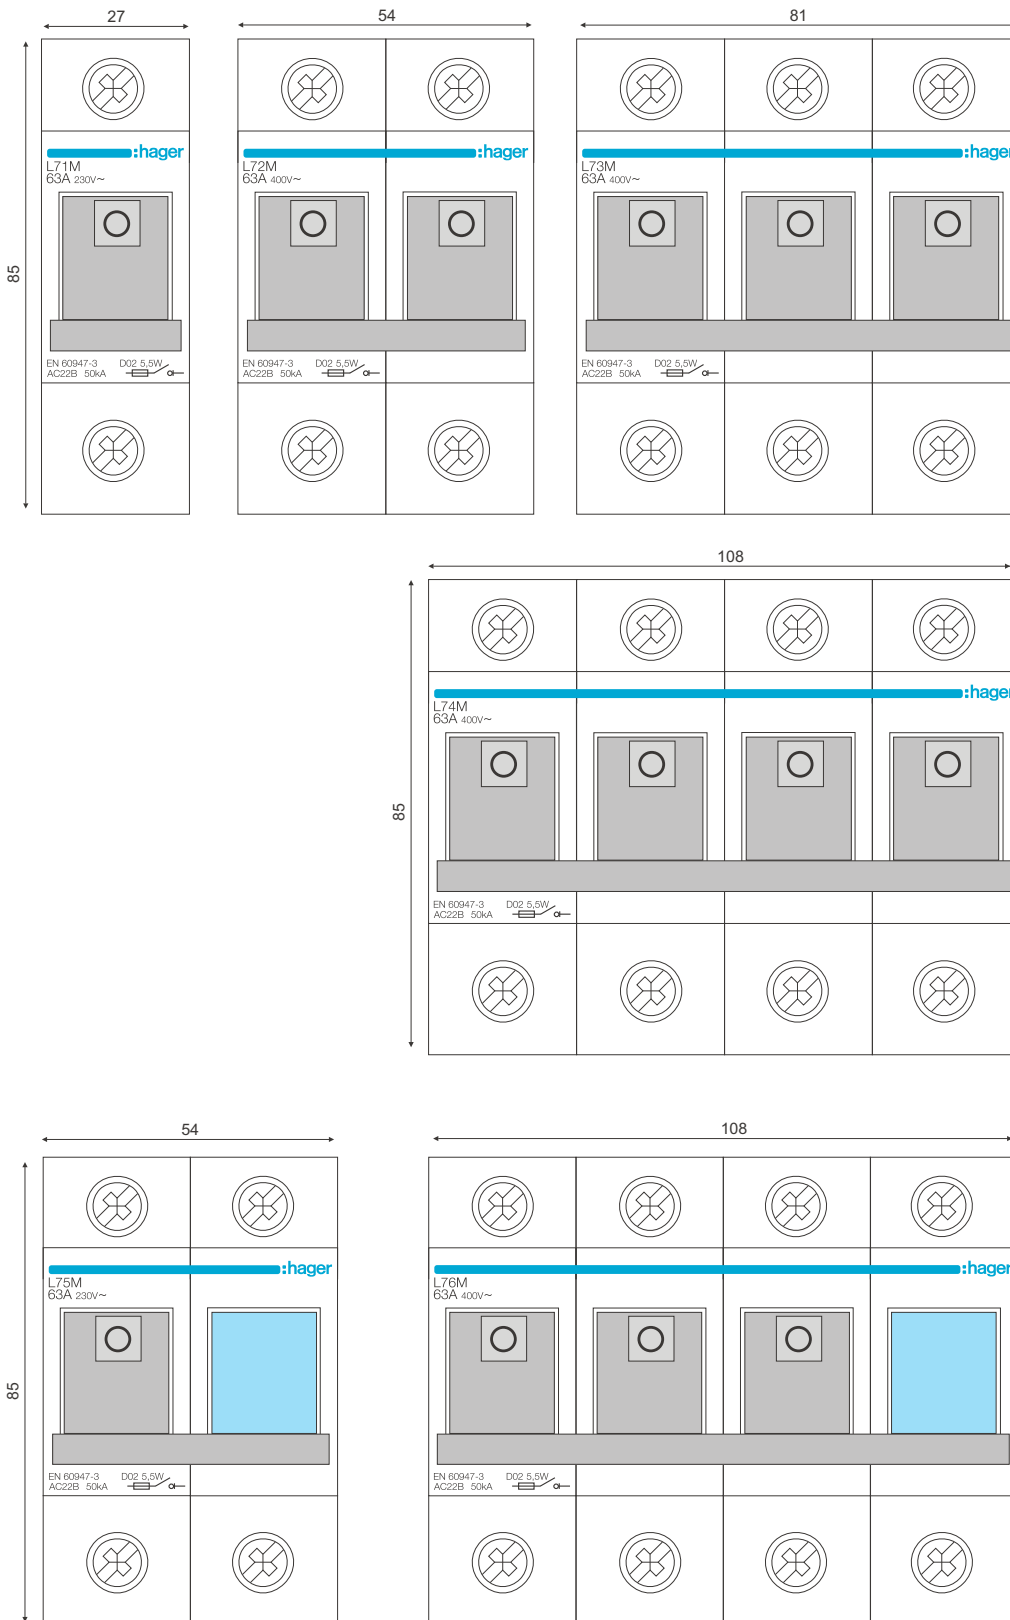 27
85
:hager
L71M
63A 230V~
EN 60947-3 D02 5,5W
AC22B 50kA
54
:hager
L72M
63A 400V~
EN 60947-3 D02 5,5W
AC22B 50kA
81
:hager
L73M
63A 400V~
EN 60947-3 D02 5,5W
AC22B 50kA
108
85
:hager
L74M
63A 400V~
EN 60947-3 D02 5,5W
AC22B 50kA
54
85
:hager
L75M
63A 230V~
EN 60947-3 D02 5,5W
AC22B 50kA
108
:hager
L76M
63A 400V~
EN 60947-3 D02 5,5W
AC22B 50kA